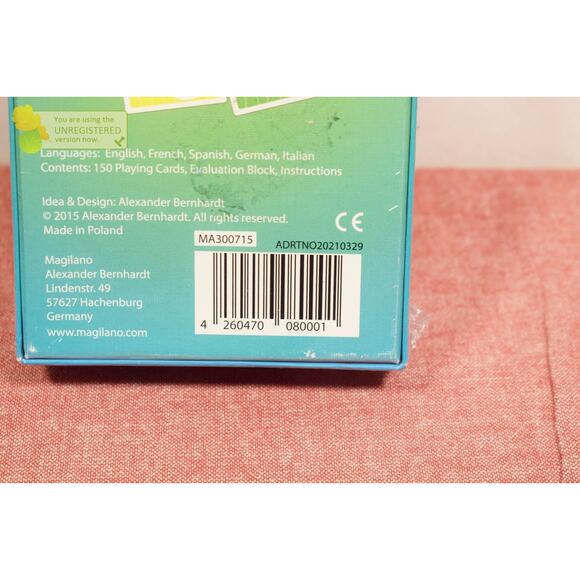 You are using the
UNREGISTERED
version now.
Languages: English, French, Spanish, German, Italian
Contents: 150 Playing Cards, Evaluation Block, Instructions
Idea & Design: Alexander Bernhardt
© 2015 Alexander Bernhardt. All rights reserved.
Made in Poland
CE
MA300715
ADRTNO20210329
Magilano
Alexander Bernhardt
Lindenstr. 49
57627 Hachenburg
Germany
www.magilano.com
4 260470 080001